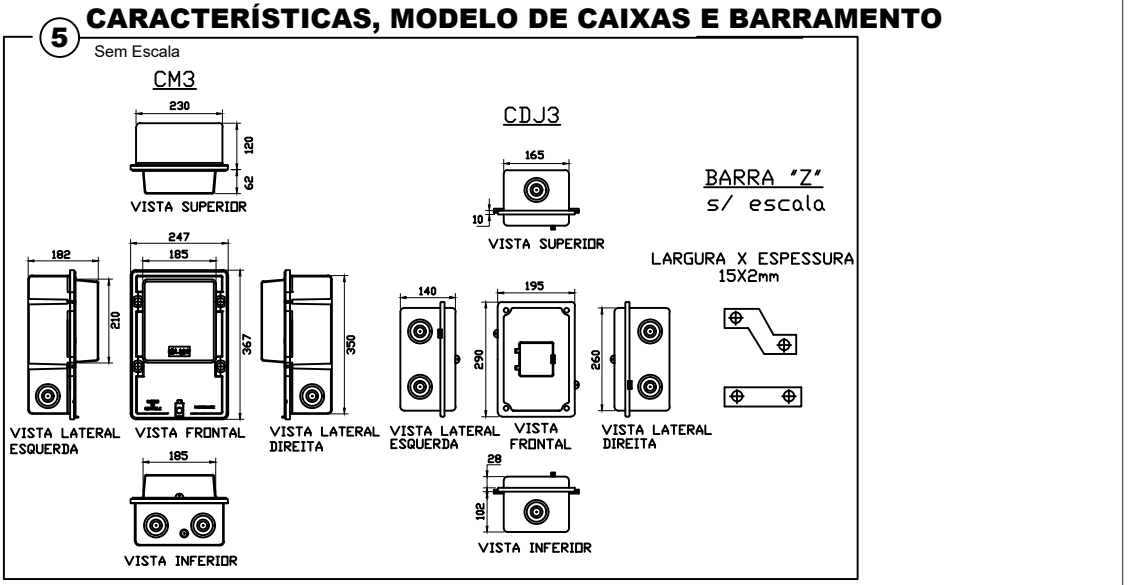 CARACTERÍSTICAS, MODELO DE CAIXAS E BARRAMENTO
5
Sem Escala
CM3
230
120
62
VISTA SUPERIOR
182
210
VISTA LATERAL
ESQUERDA
247
185
367
VISTA FRONTAL
350
VISTA LATERAL
DIREITA
185
VISTA INFERIOR
CDJ3
165
10
VISTA SUPERIOR
140
VISTA LATERAL
ESQUERDA
195
290
VISTA
FRONTAL
260
VISTA LATERAL
DIREITA
28
102
VISTA INFERIOR
BARRA "Z"
s/ escala
LARGURA X ESPESSURA
15X2mm